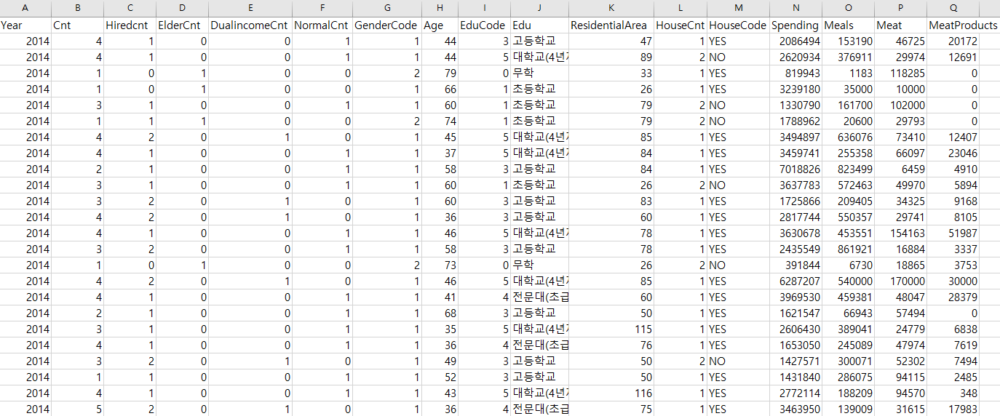 A B C D E F G H I J K L M N O P Q
Year Cnt Hiredcnt ElderCnt DualincomeCnt NormalCnt GenderCode Age EduCode Edu ResidentialArea HouseCnt HouseCode Spending Meals Meat MeatProducts
2014 4 1 0 0 1 1 44 3 고등학교 47 1 YES 2086494 153190 46725 20172
2014 4 1 0 0 1 1 44 5 대학교(4년제 89 2 NO 2620934 376911 29974 12691
2014 1 0 1 0 0 2 79 0 무학 33 1 YES 819943 1183 118285 0
2014 1 0 1 0 0 1 66 1 초등학교 26 1 YES 3239180 35000 10000 0
2014 3 1 0 0 1 1 60 1 초등학교 79 2 NO 1330790 161700 102000 0
2014 1 1 1 0 0 2 74 1 초등학교 79 2 NO 1788962 20600 29793 0
2014 4 2 0 1 0 1 45 5 대학교(4년제 85 1 YES 3494897 636076 73410 12407
2014 4 1 0 0 1 1 37 5 대학교(4년제 84 1 YES 3459741 255358 66097 23046
2014 2 1 0 0 1 1 58 3 고등학교 84 1 YES 7018826 823499 6459 4910
2014 3 1 0 0 1 1 60 1 초등학교 26 2 NO 3637783 572463 49970 5894
2014 3 2 0 1 0 1 60 3 고등학교 83 1 YES 1725866 209405 34325 9168
2014 4 2 0 1 0 1 36 3 고등학교 60 1 YES 2817744 550357 29741 8105
2014 4 1 0 0 1 1 46 5 대학교(4년제 78 1 YES 3630678 453551 154163 51987
2014 3 2 0 0 1 1 58 3 고등학교 78 1 YES 2435549 861921 16884 3337
2014 1 0 1 0 0 2 73 0 무학 26 2 NO 391844 6730 18865 3753
2014 4 2 0 1 0 1 46 5 대학교(4년제 85 1 YES 6287207 540000 170000 30000
2014 4 1 0 0 1 1 41 4 전문대(초급 60 1 YES 3969530 459381 48047 28379
2014 2 1 0 0 1 1 68 3 고등학교 50 1 YES 1621547 66943 57494 0
2014 3 1 0 0 1 1 35 5 대학교(4년제 115 1 YES 2606430 389041 24779 6838
2014 4 1 0 0 1 1 36 4 전문대(초급 76 1 YES 1653050 245089 47974 7619
2014 3 2 0 1 0 1 49 3 고등학교 50 2 NO 1427571 300071 52302 7494
2014 1 1 0 0 1 1 52 3 고등학교 50 1 YES 1431840 286075 94115 2485
2014 4 1 0 0 1 1 43 5 대학교(4년제 116 1 YES 2772114 188209 94570 348
2014 5 2 0 1 0 1 36 4 전문대(초급 75 1 YES 3463950 139009 31615 17983